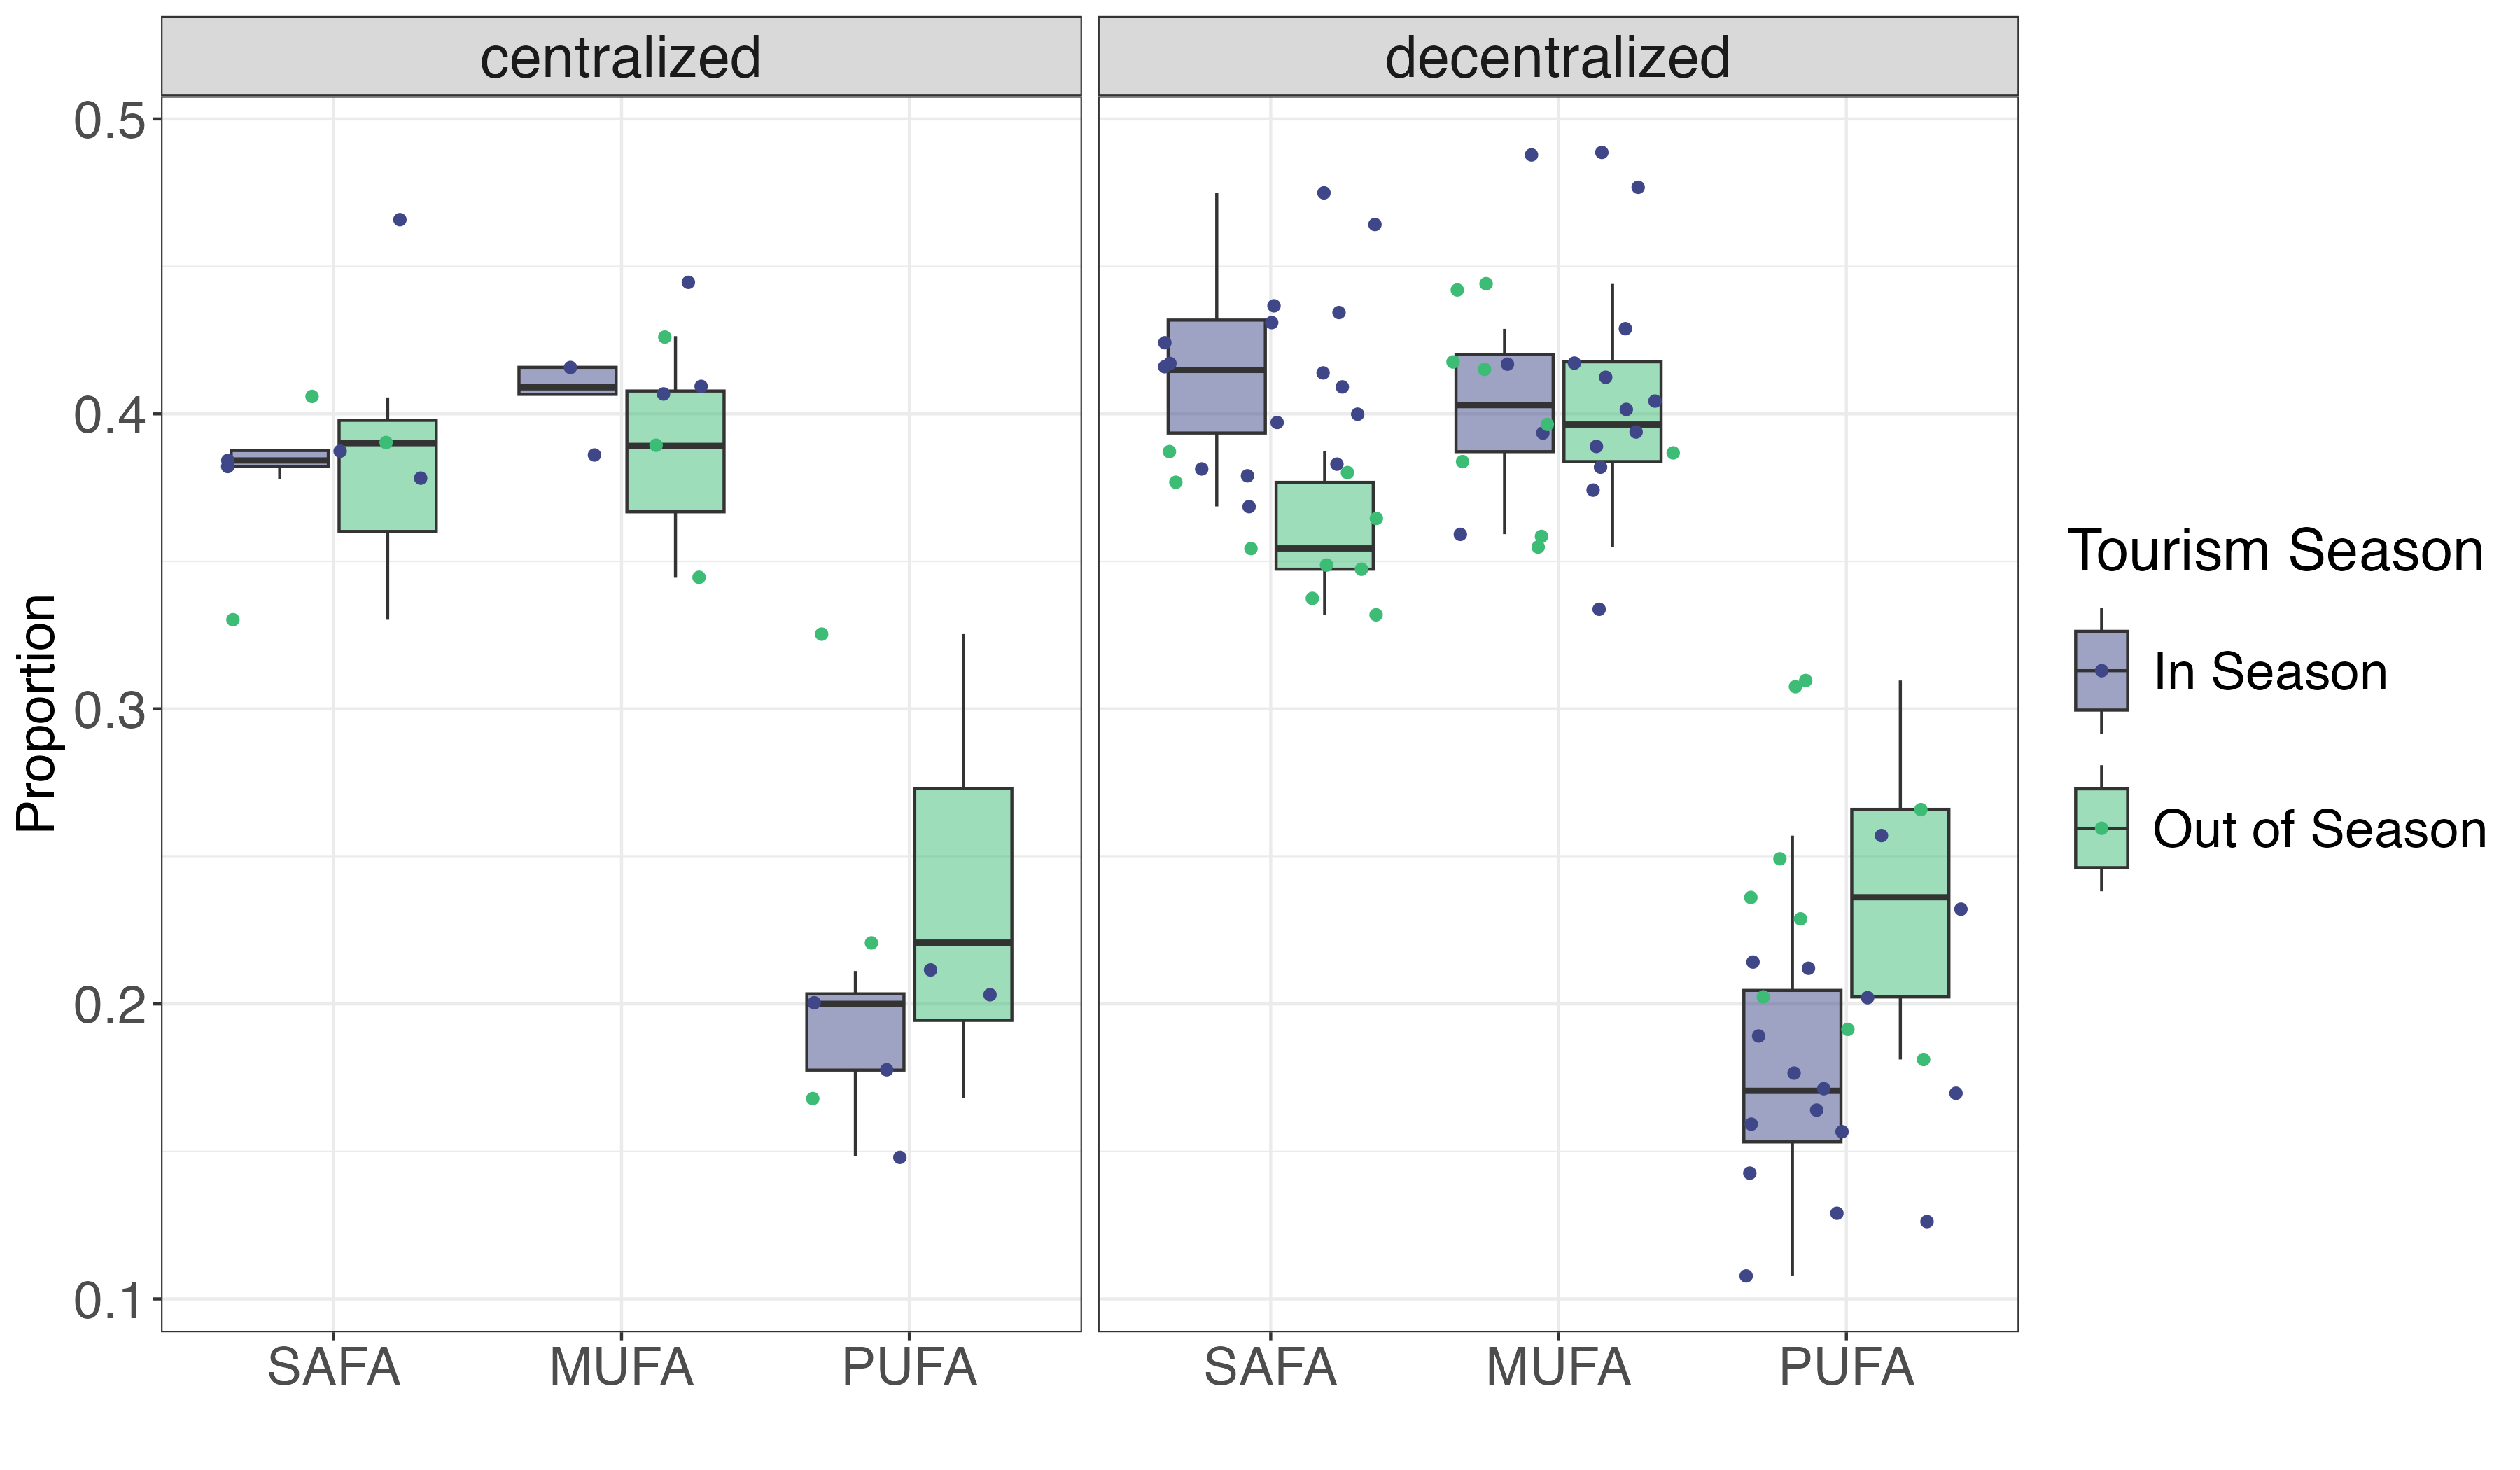 centralized
decentralized
Proportion
0.5
0.4
0.3
0.2
0.1
SAFA
MUFA
PUFA
SAFA
MUFA
PUFA
Tourism Season
In Season
Out of Season